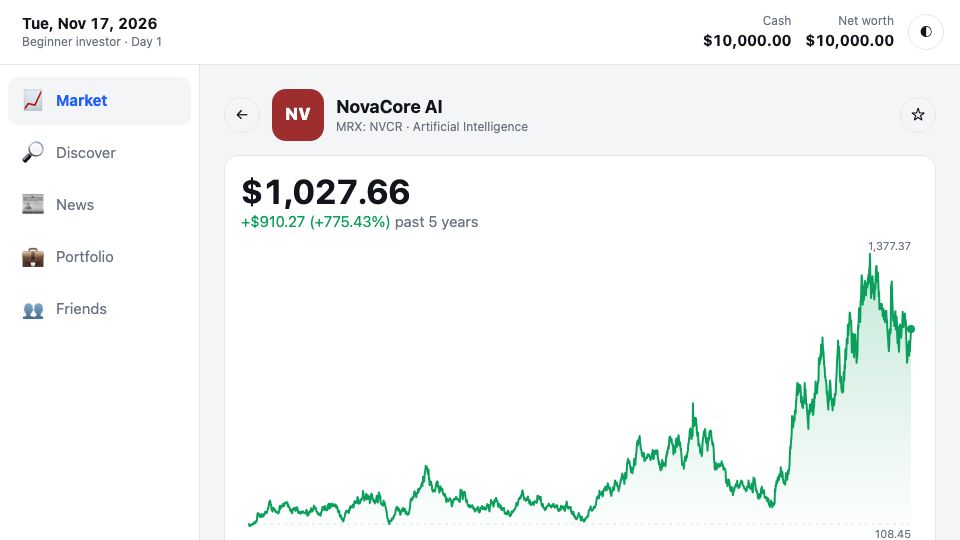 Tue, Nov 17, 2026
Beginner investor · Day 1
Cash
$10,000.00
Net worth
$10,000.00
Market
Discover
News
Portfolio
Friends
NV
NovaCore AI
MRX: NVCR · Artificial Intelligence
$1,027.66
+$910.27 (+775.43%) past 5 years
1,377.37
108.45